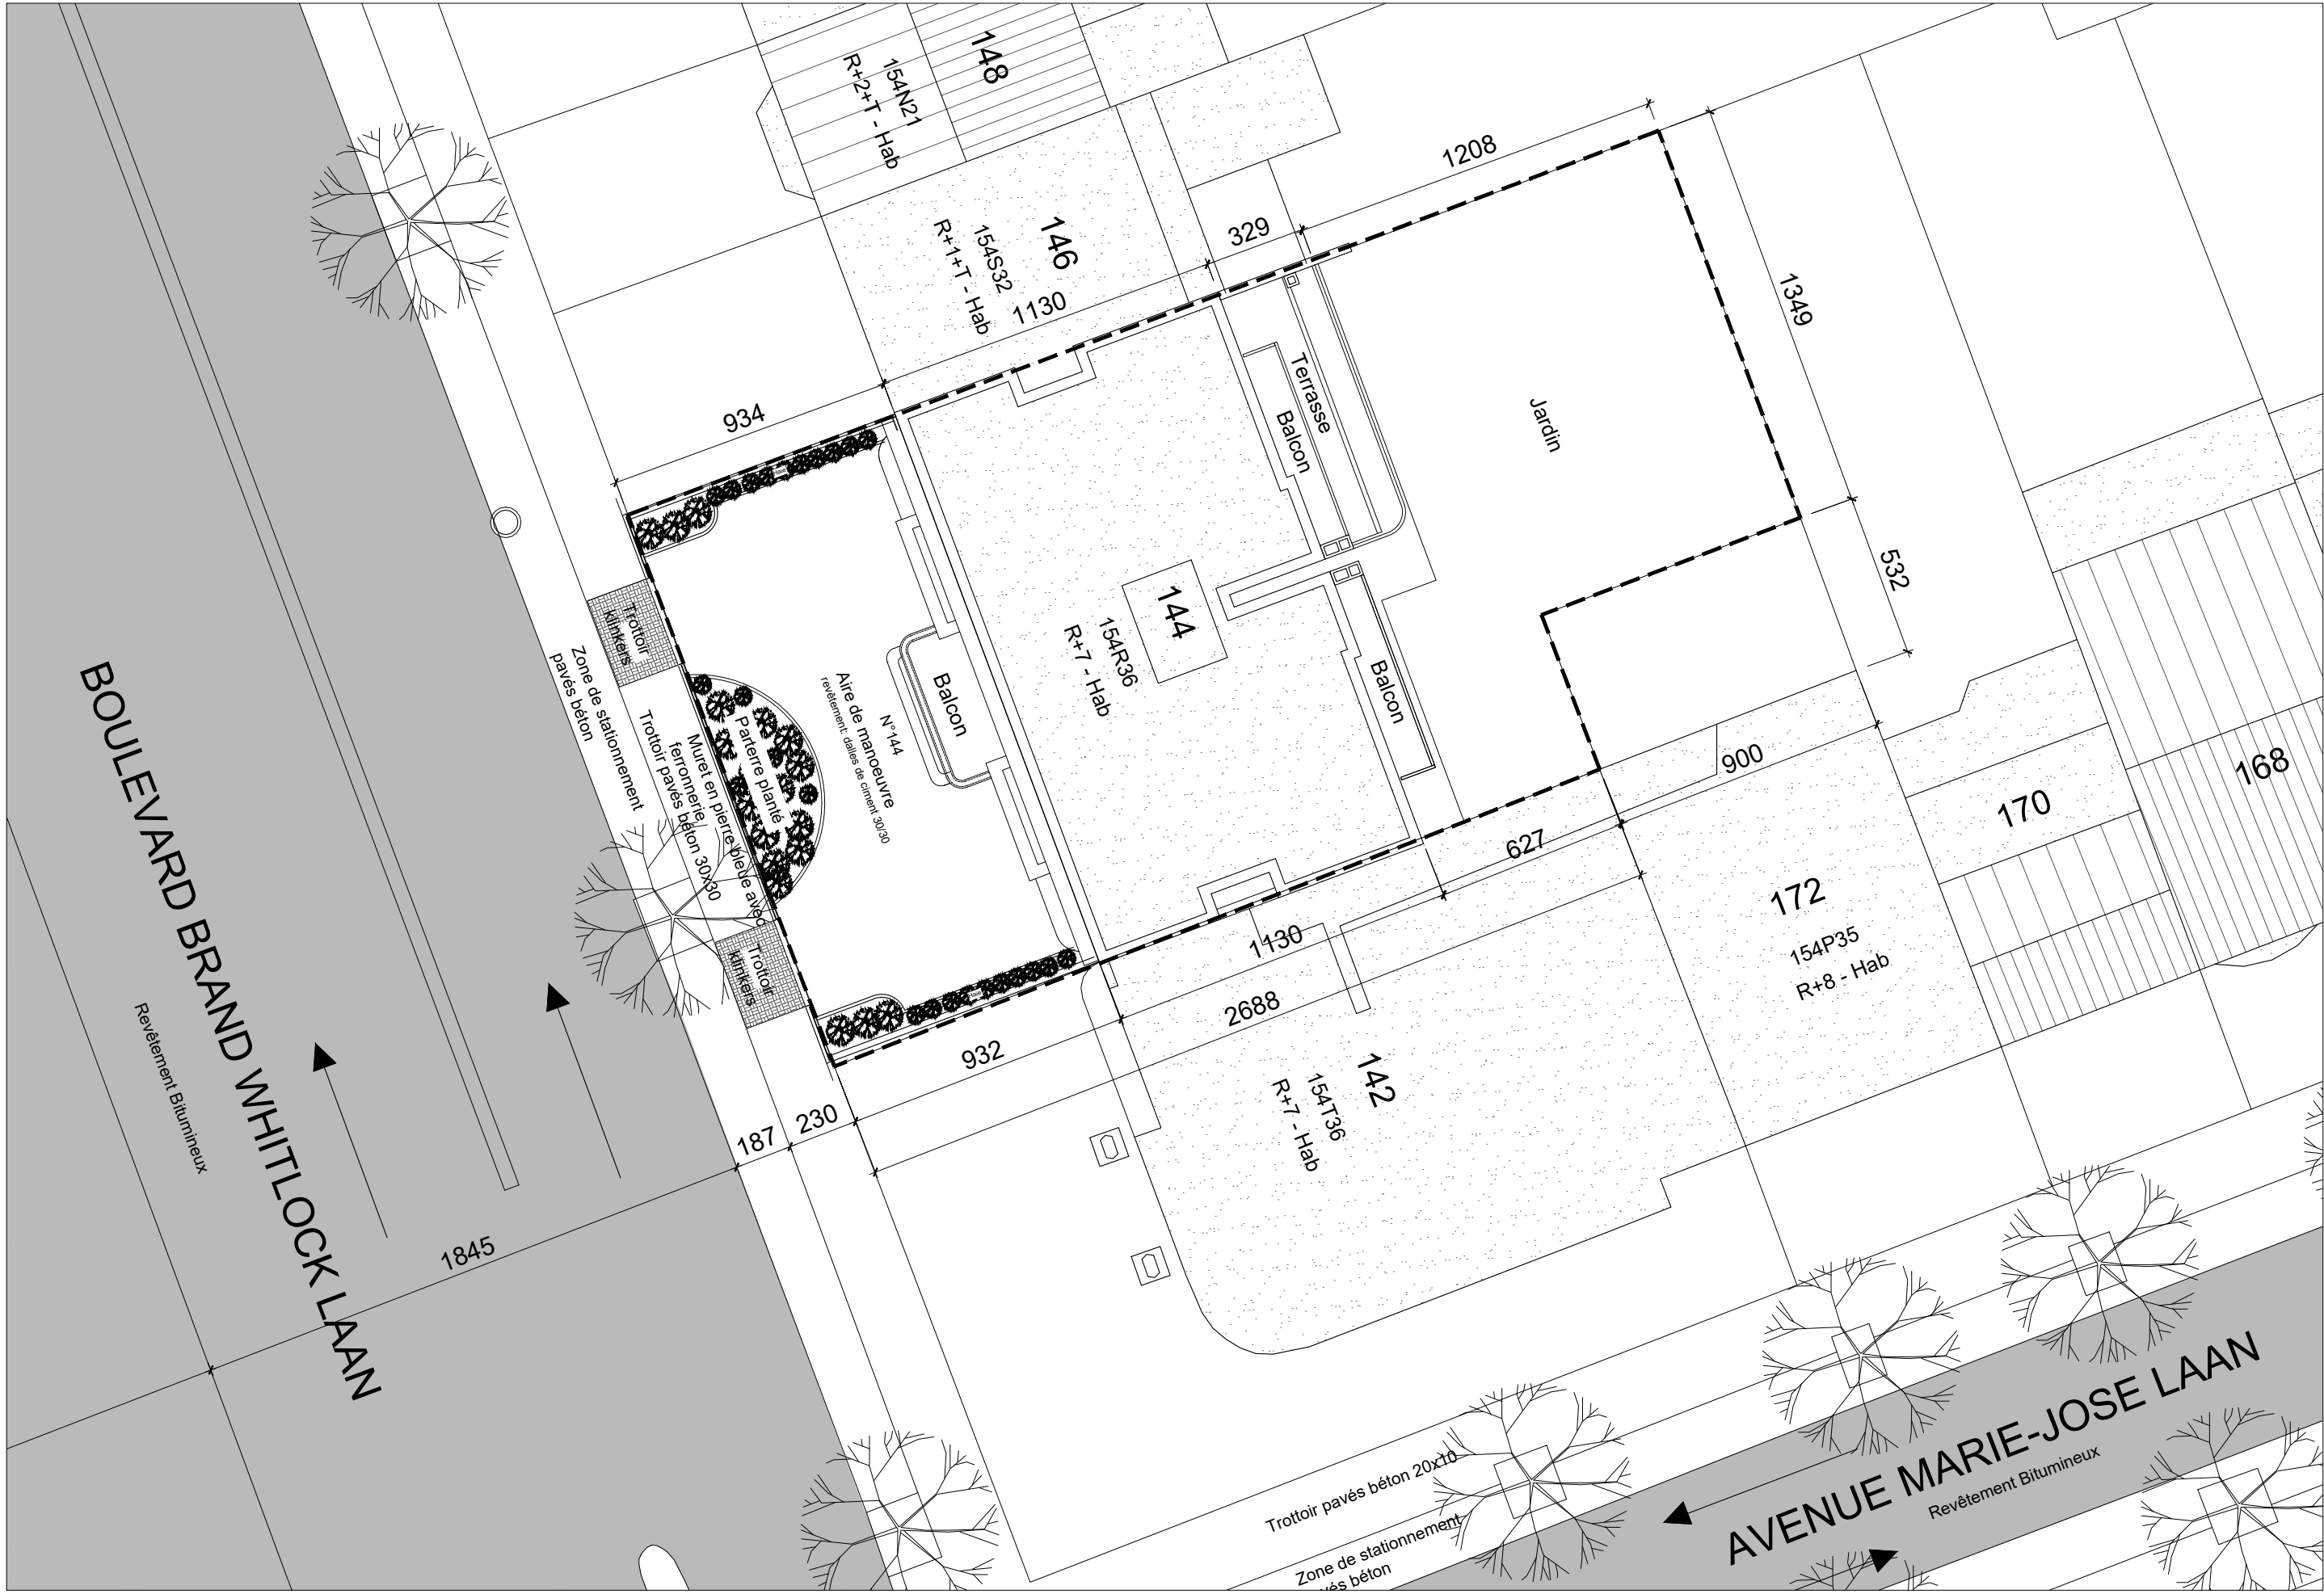 148
154N21
R+2+T - Hab
146
154S32
R+1+T - Hab
1208
329
1130
934
1349
532
Terrasse
Balcon
Jardin
144
154R36
R+7 - Hab
Balcon
Balcon
N°144
Aire de manoeuvre
revêtement: dalles de ciment 30/30
Trottoir
klinkers
Zone de stationnement
pavés béton
Parterre planté
Muret en pierre bleue avec
ferronnerie
Trottoir pavés béton 30x30
Trottoir
klinkers
BOULEVARD BRAND WHITLOCK LAAN
Revêtement Bitumineux
900
627
1130
2688
932
230
187
1845
168
170
172
154P35
R+8 - Hab
142
154T36
R+7 - Hab
Trottoir pavés béton 20x10
Zone de stationnement
vés béton
AVENUE MARIE-JOSE LAAN
Revêtement Bitumineux